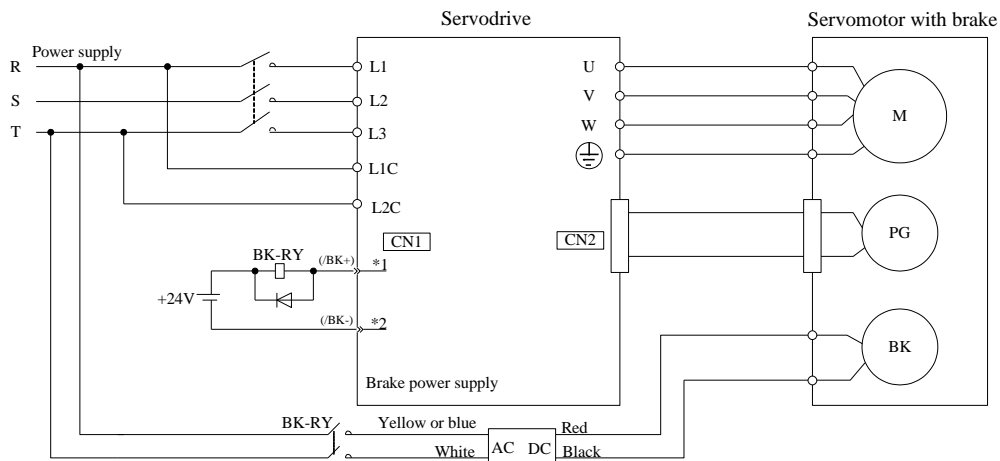 Servodrive
Servomotor with brake
Power supply
R
S
T
L1
L2
L3
L1C
L2C
U
V
W
M
CN1
CN2
PG
BK-RY
(/BK+)
*1
+24V
(/BK-)
*2
BK
Brake power supply
BK-RY
Yellow or blue
White
AC DC
Red
Black